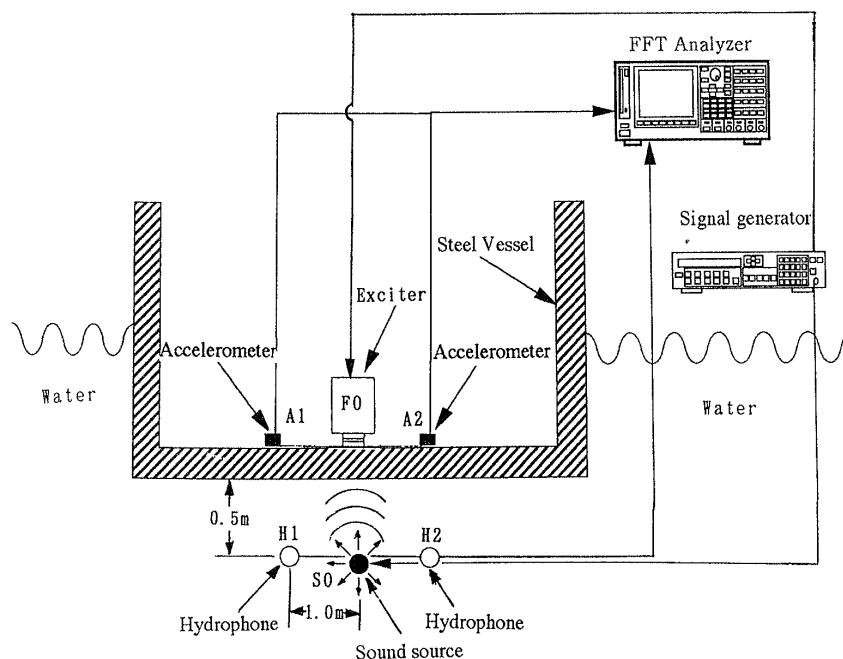 FFT Analyzer
Signal generator
Steel Vessel
Exciter
Accelerometer
Accelerometer
Water
F0
A1
A2
Water
0.5m
H1
H2
S0
1.0m
Hydrophone
Hydrophone
Sound source